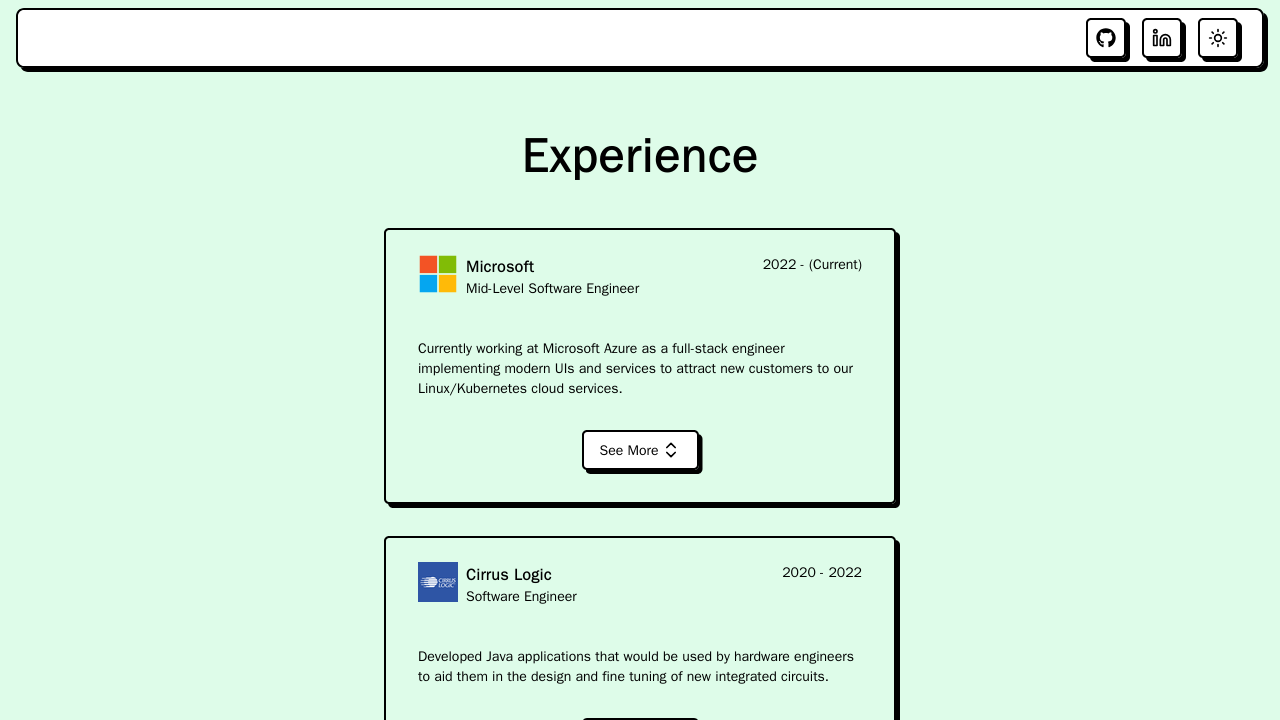 Experience
Microsoft
2022 - (Current)
Mid-Level Software Engineer
Currently working at Microsoft Azure as a full-stack engineer
implementing modern UIs and services to attract new customers to our
Linux/Kubernetes cloud services.
See More
CIRRUS
LOGIC
Cirrus Logic
2020 - 2022
Software Engineer
Developed Java applications that would be used by hardware engineers
to aid them in the design and fine tuning of new integrated circuits.